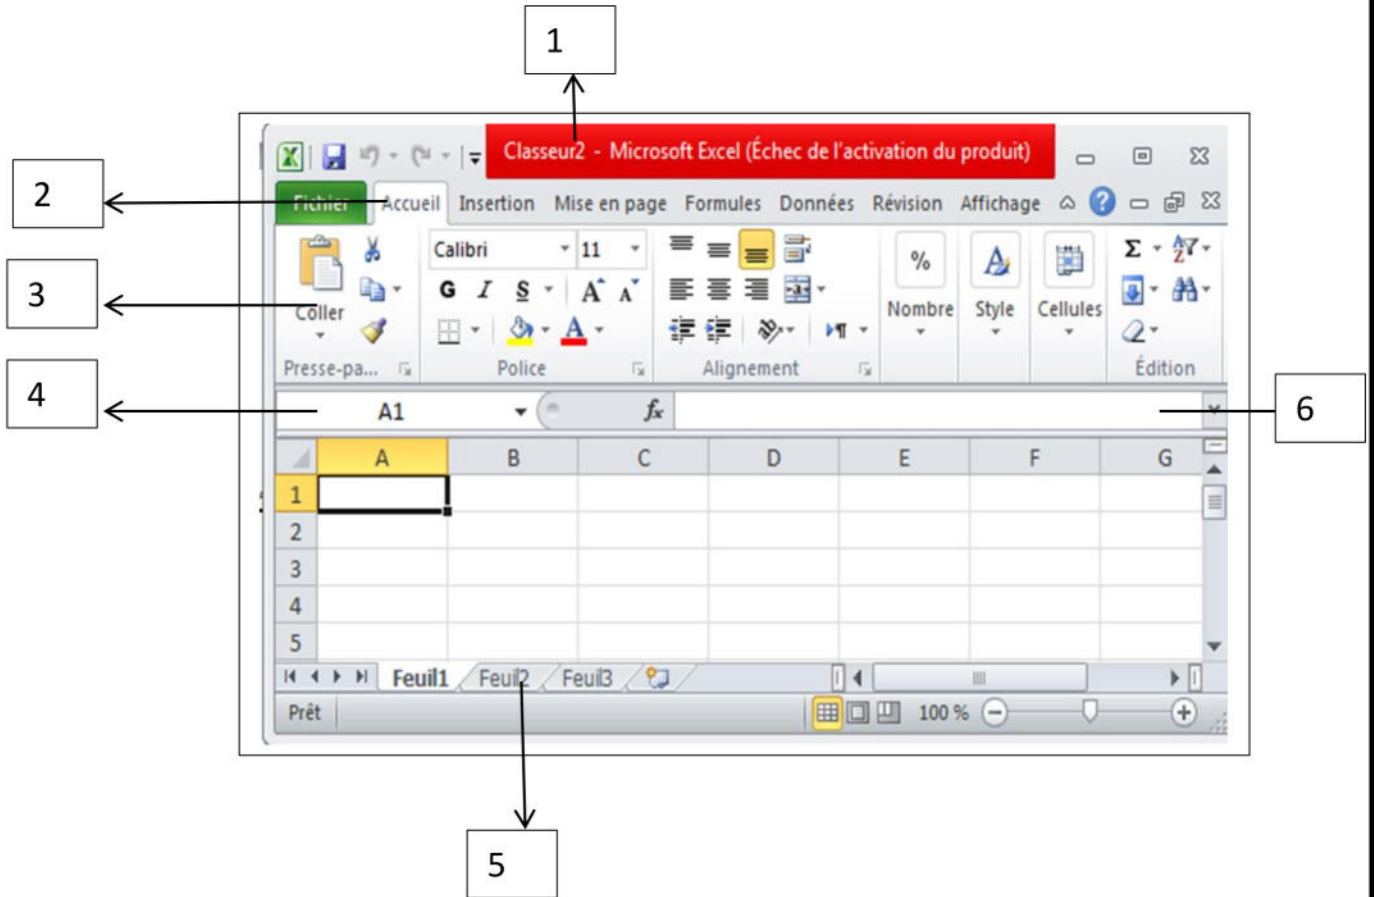 1
Classeur2 - Microsoft Excel (Échec de l'activation du produit)
2
Fichier Accueil Insertion Mise en page Formules Données Révision Affichage
3
Coller
Calibri 11
G I S A A
A
%
Nombre Style Cellules
Σ
Presse-pa... Police Alignement Édition
4
A1 fx
6
A B C D E F G
1
2
3
4
5
Feuil1 Feuil2 Feuil3
Prêt 100 %
5